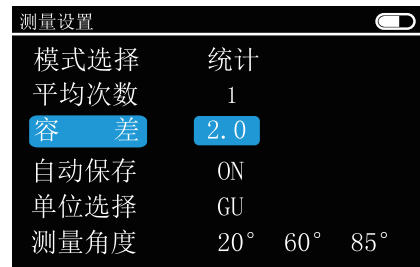 测量设置
模式选择 统计
平均次数 1
容 差 2.0
自动保存 ON
单位选择 GU
测量角度 20° 60° 85°